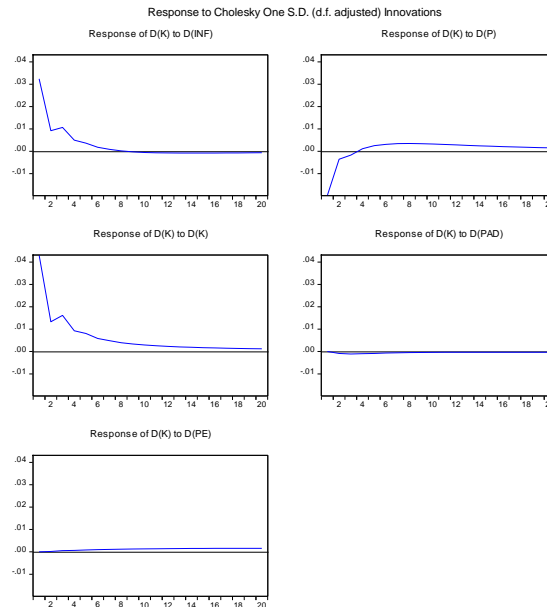 Response to Cholesky One S.D. (d.f. adjusted) Innovations
Response of D(K) to D(INF)
.04
.03
.02
.01
.00
-.01
2 4 6 8 10 12 14 16 18 20
Response of D(K) to D(P)
.04
.03
.02
.01
.00
-.01
2 4 6 8 10 12 14 16 18
Response of D(K) to D(K)
.04
.03
.02
.01
.00
-.01
2 4 6 8 10 12 14 16 18 20
Response of D(K) to D(PAD)
.04
.03
.02
.01
.00
-.01
2 4 6 8 10 12 14 16 18
Response of D(K) to D(PE)
.04
.03
.02
.01
.00
-.01
2 4 6 8 10 12 14 16 18 20